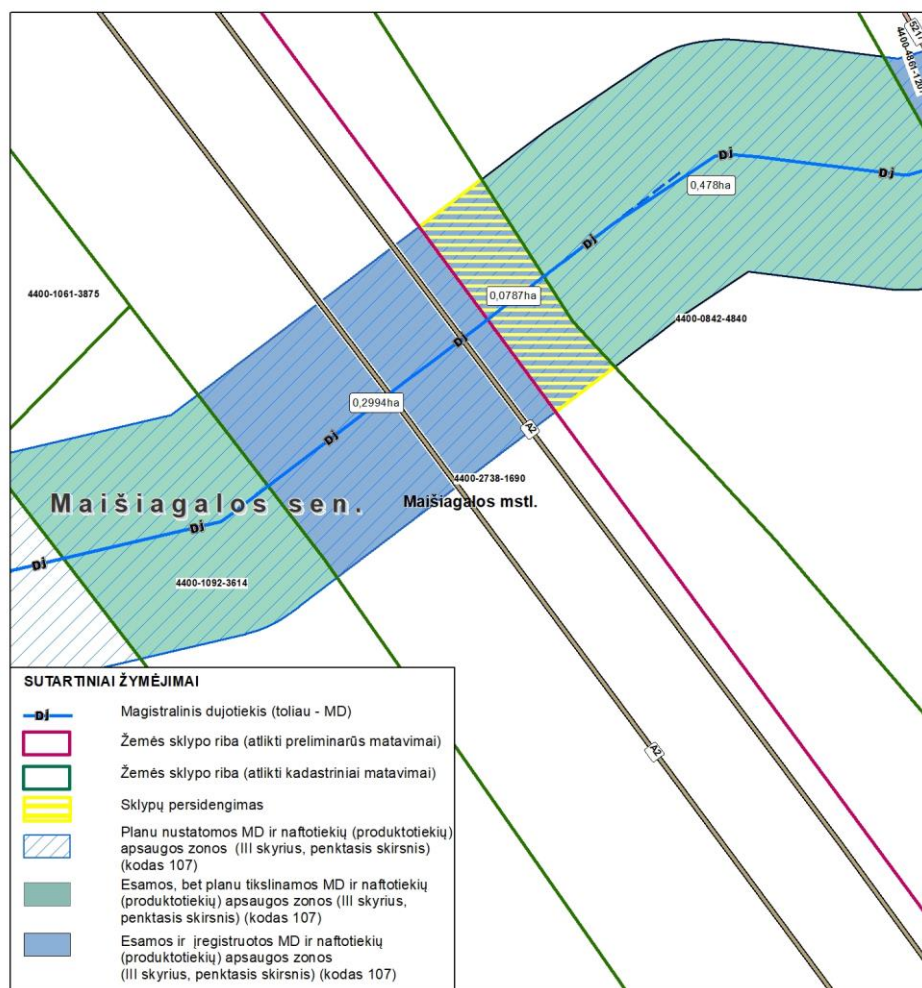 5217
4400-4861-1207
Dj
Dj
0,478ha
Dj
4400-1061-3875
0,0787ha
4400-0842-4840
Dj
0,2994ha
A2
Dj
4400-2738-1690
Maišiagalos sen.
Maišiagalos mstl.
Dj
Dj
4400-1092-3614
A2
SUTARTINIAI ŽYMĖJIMAI
Dj Magistralinis dujotiekis (toliau - MD)
Žemės sklypo riba (atlikti preliminarūs matavimai)
Žemės sklypo riba (atlikti kadastriniai matavimai)
Sklypų persidengimas
Planu nustatomos MD ir naftotiekių (produktotiekių)
apsaugos zonos (III skyrius, penktasis skirsnis)
(kodas 107)
Esamos, bet planu tikslinamos MD ir naftotiekių
(produktotiekių) apsaugos zonos (III skyrius,
penktasis skirsnis) (kodas 107)
Esamos ir įregistruotos MD ir naftotiekių
(produktotiekių) apsaugos zonos
(III skyrius, penktasis skirsnis) (kodas 107)